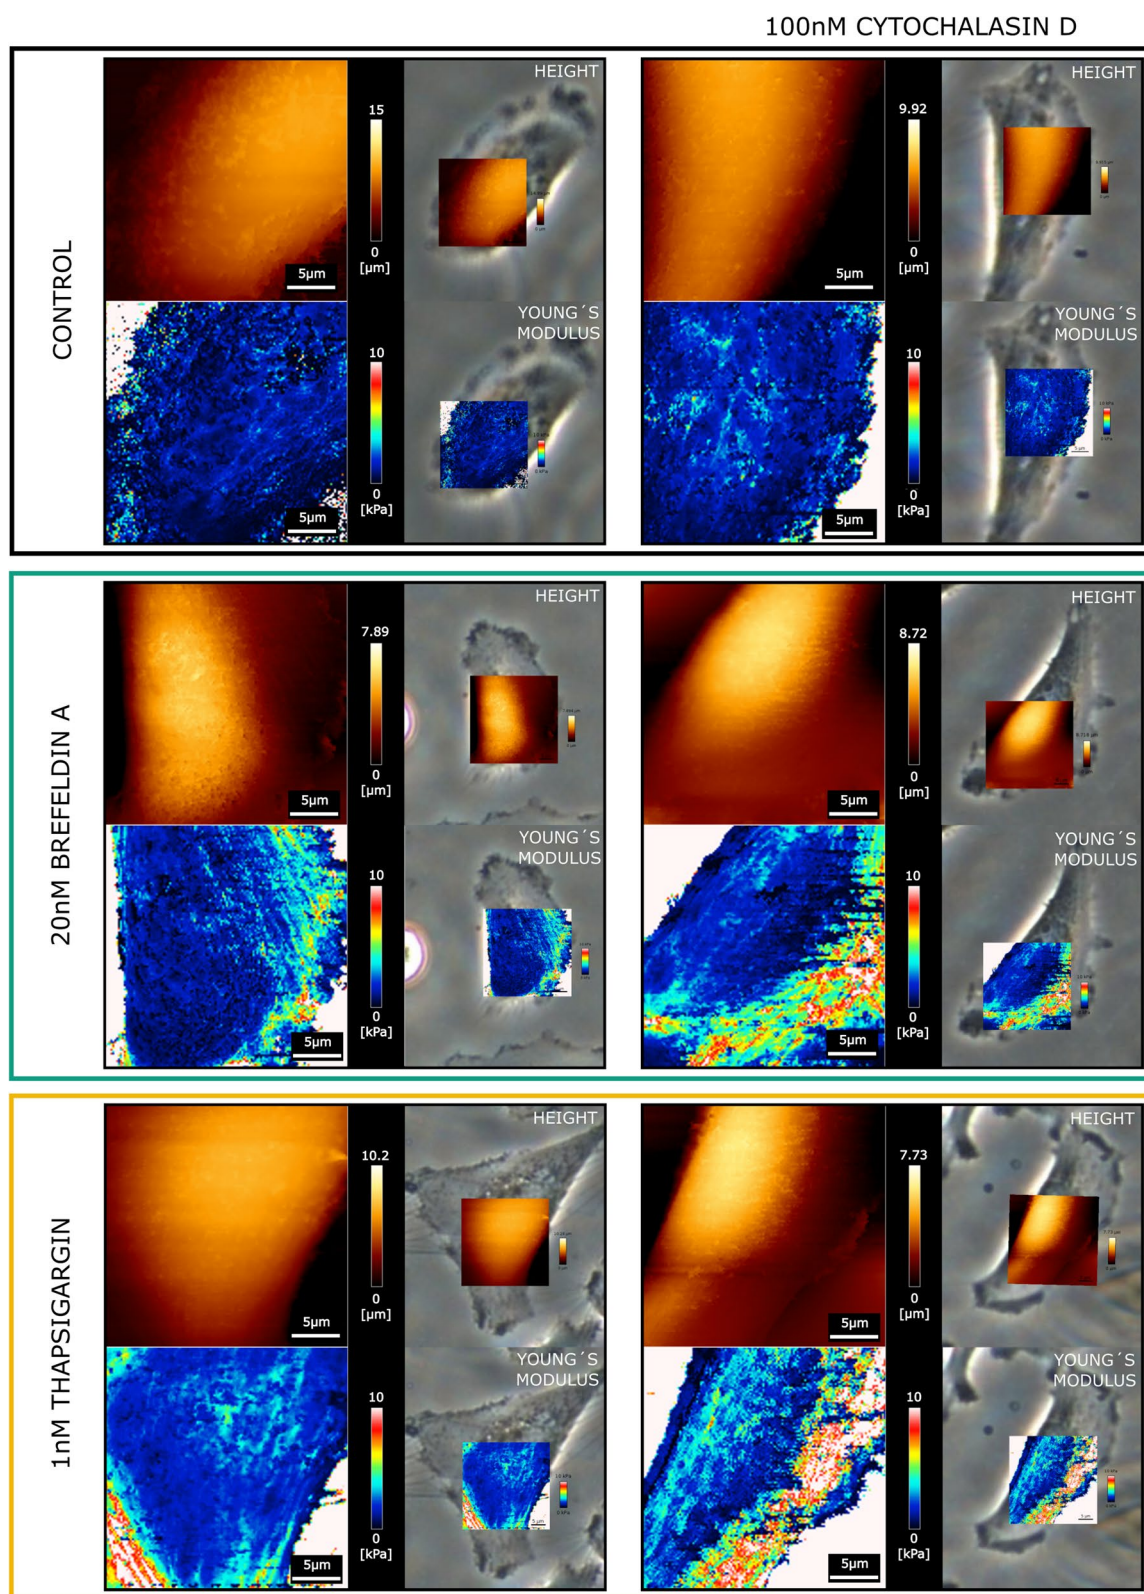 100nM CYTOCHALASIN D
CONTROL
15
0
[µm]
5µm
HEIGHT
9.92
0
[µm]
5µm
HEIGHT
10
0
[kPa]
5µm
YOUNG´S
MODULUS
10
0
[kPa]
5µm
YOUNG´S
MODULUS
20nM BREFELDIN A
7.89
0
[µm]
5µm
HEIGHT
8.72
0
[µm]
5µm
HEIGHT
10
0
[kPa]
5µm
YOUNG´S
MODULUS
10
0
[kPa]
5µm
YOUNG´S
MODULUS
1nM THAPSIGARGIN
10.2
0
[µm]
5µm
HEIGHT
7.73
0
[µm]
5µm
HEIGHT
10
0
[kPa]
5µm
YOUNG´S
MODULUS
10
0
[kPa]
5µm
YOUNG´S
MODULUS